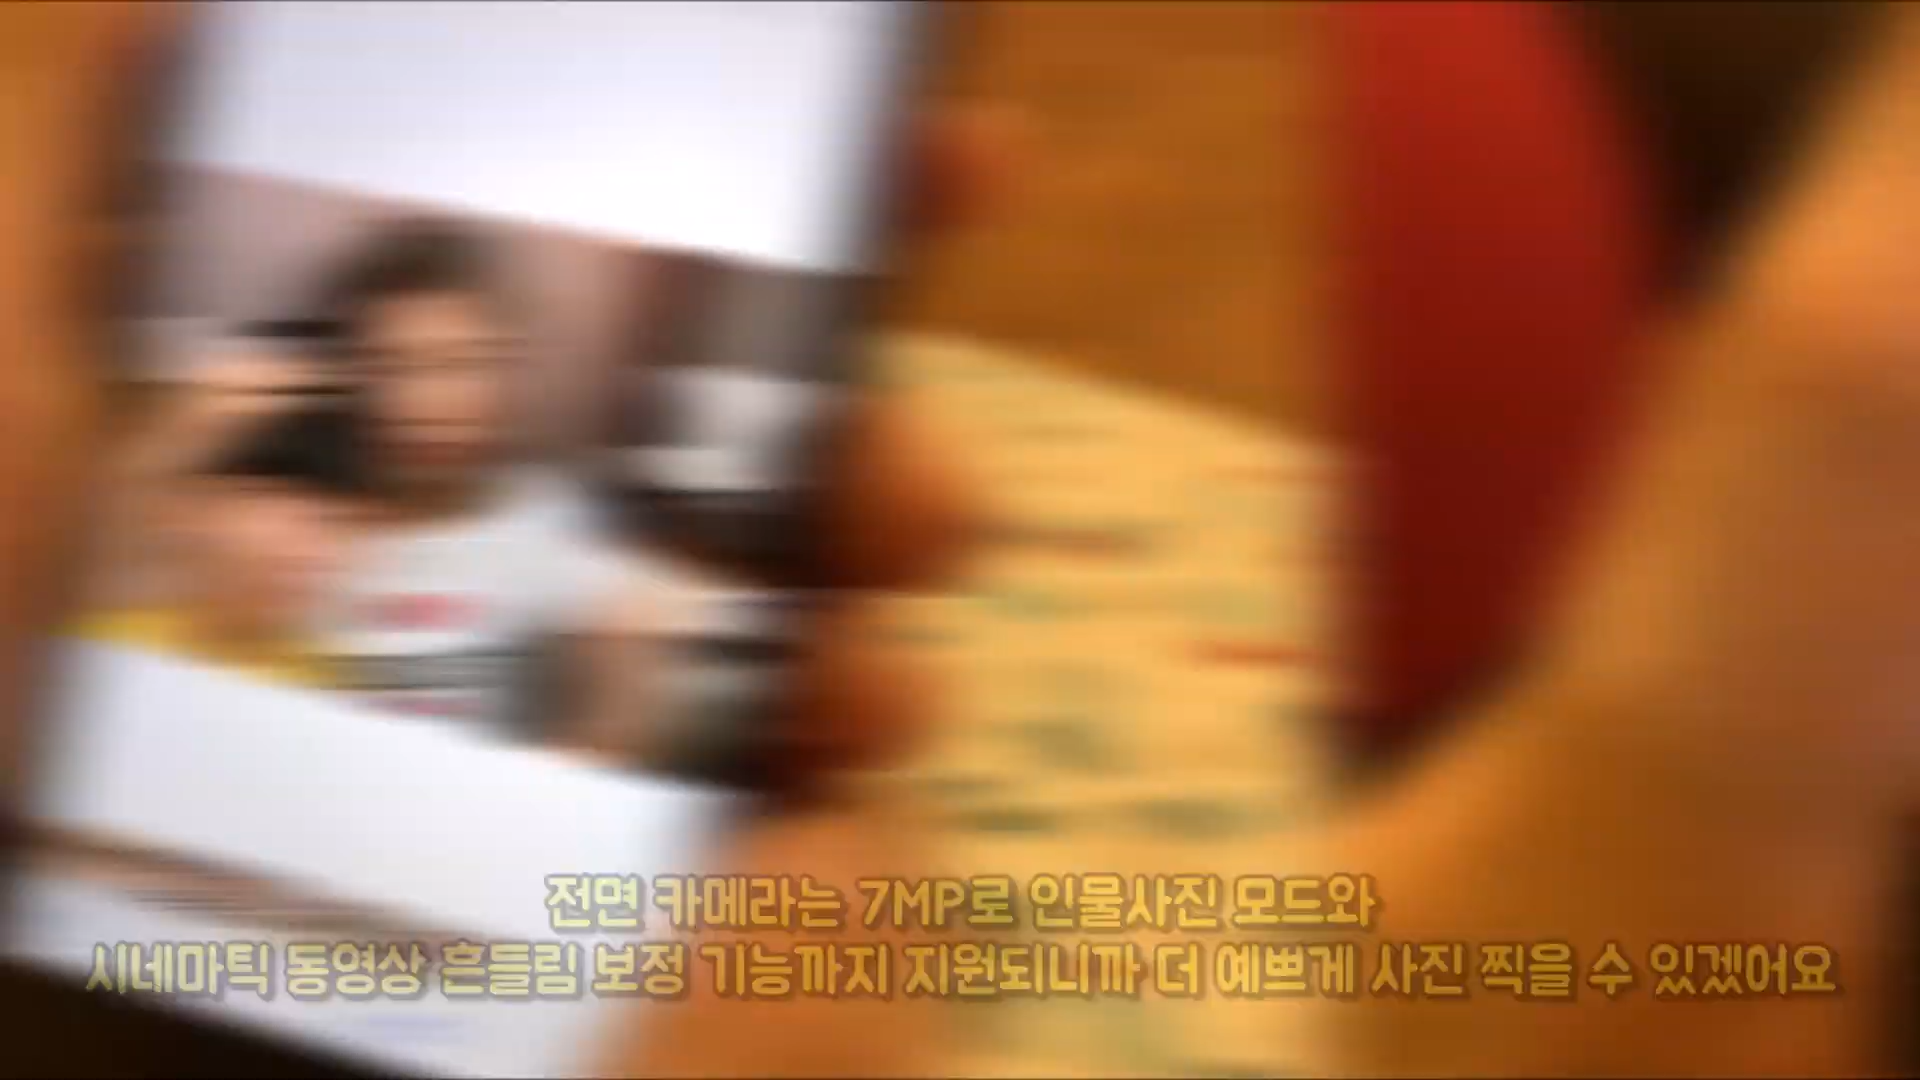 전면 카메라는 7MP로 인물사진 모드와
시네마틱 동영상 흔들림 보정 기능까지 지원되니까 더 예쁘게 사진 찍을 수 있겠어요